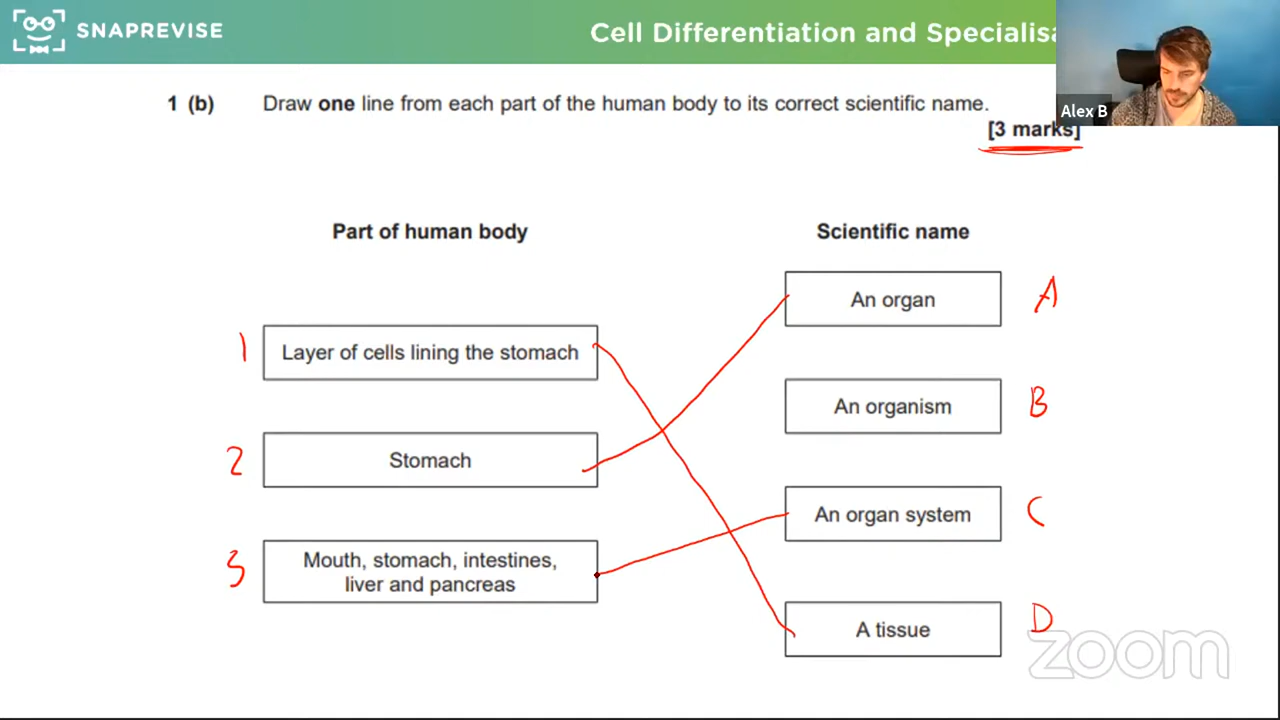 SNAPREVISE
Cell Differentiation and Specialisa
Alex B
1 (b) Draw one line from each part of the human body to its correct scientific name.
[3 marks]
Part of human body
Scientific name
An organ
A
1
Layer of cells lining the stomach
An organism
B
2
Stomach
An organ system
C
3
Mouth, stomach, intestines,
liver and pancreas
A tissue
D
zoom